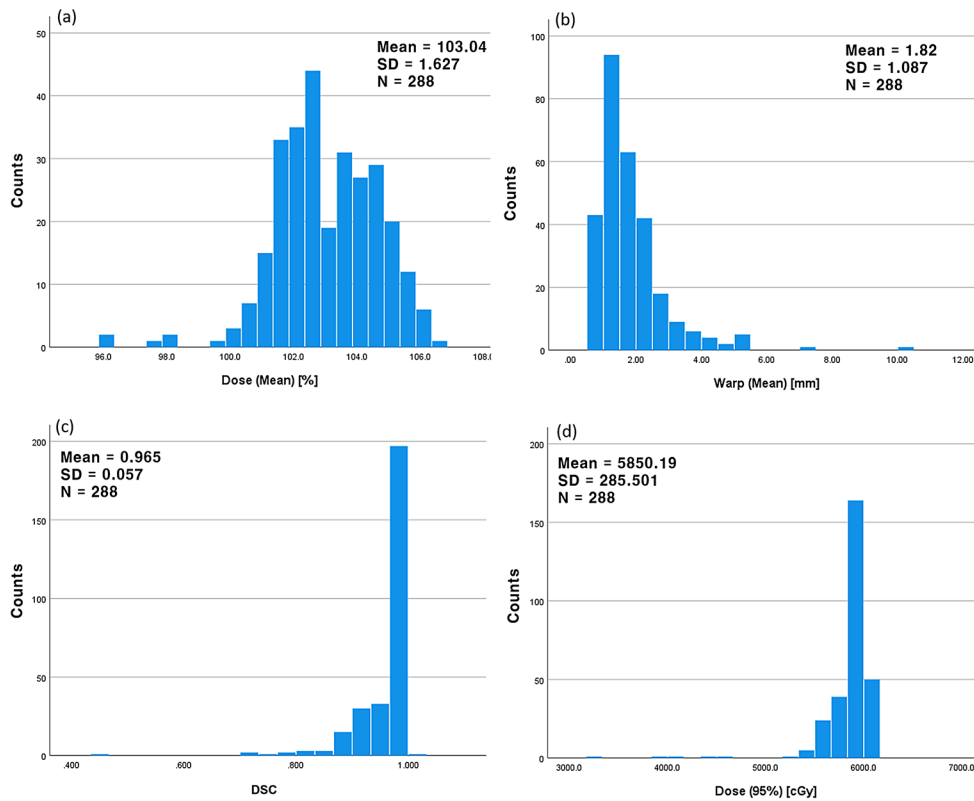 (a)
Mean = 103.04
SD = 1.627
N = 288
50
40
30
20
10
0
Counts
96.0 98.0 100.0 102.0 104.0 106.0 108.0
Dose (Mean) [%]
(b)
Mean = 1.82
SD = 1.087
N = 288
100
80
60
40
20
0
Counts
.00 2.00 4.00 6.00 8.00 10.00 12.00
Warp (Mean) [mm]
(c)
Mean = 0.965
SD = 0.057
N = 288
200
150
100
50
0
Counts
.400 .600 .800 1.000
DSC
(d)
Mean = 5850.19
SD = 285.501
N = 288
200
150
100
50
0
Counts
3000.0 4000.0 5000.0 6000.0 7000.0
Dose (95%) [cGy]